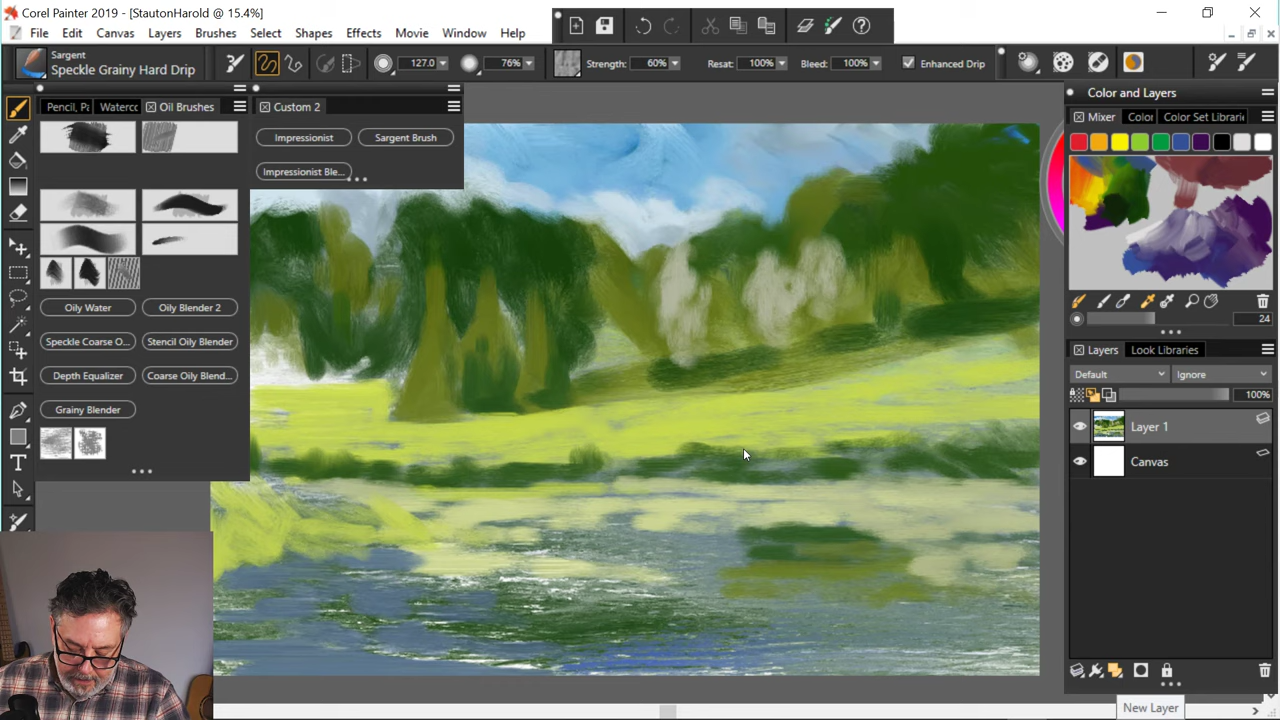 Corel Painter 2019 - [StautonHarold @ 15.4%]
File Edit Canvas Layers Brushes Select Shapes Effects Movie Window Help
Sargent
Speckle Grainy Hard Drip
127.0 76% Strength: 60% Resat: 100% Bleed: 100% Enhanced Drip
Pencil, Pa Waterco Oil Brushes
Custom 2
Impressionist Sargent Brush
Impressionist Ble...
Oily Water Oily Blender 2
Speckle Coarse O... Stencil Oily Blender
Depth Equalizer Coarse Oily Blend...
Grainy Blender
Color and Layers
Mixer Color Color Set Librarie
24
Layers Look Libraries
Default Ignore
100%
Layer 1
Canvas
New Layer